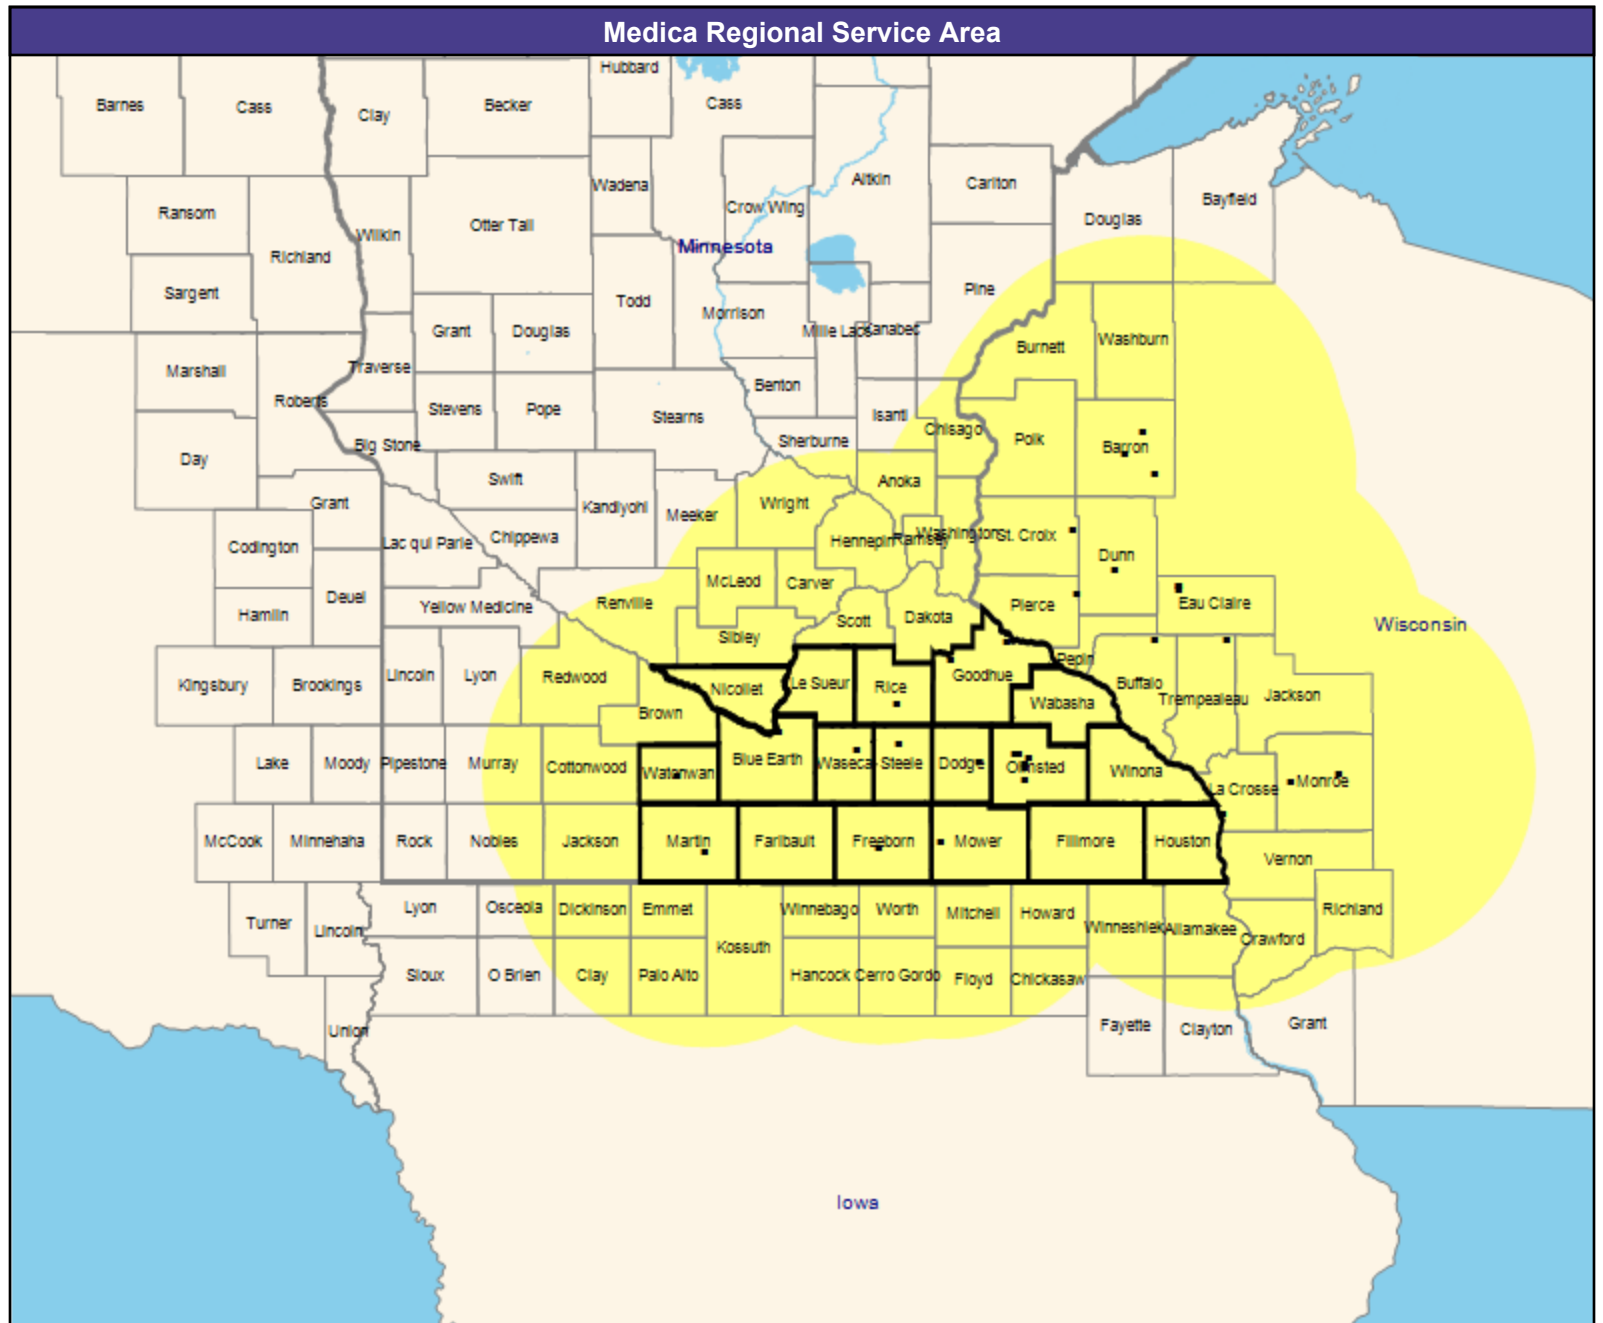 Medica Regional Service Area
Hubbard
Barnes
Cass
Clay
Becker
Cass
Wadena
Aitkin
Carlton
Crow Wing
Bayfield
Ransom
Douglas
Otter Tail
Wilkin
Minnesota
Richland
Sargent
Pine
Todd
Morrison
Grant
Douglas
Mille Lacs
Kanabec
Washburn
Burnett
Marshall
Traverse
Benton
Roberts
Stevens
Pope
Stearns
Isanti
Chisago
Polk
Sherburne
Big Stone
Barron
Day
Swift
Anoka
Grant
Kandiyohi
Meeker
Wright
Codington
Lac qui Parle
Chippewa
Hennepin
Ramsey
Washington
St. Croix
Dunn
McLeod
Carver
Deuel
Yellow Medicine
Renville
Pierce
Eau Claire
Hamlin
Scott
Dakota
Wisconsin
Sibley
Pepin
Kingsbury
Brookings
Lincoln
Lyon
Redwood
Nicollet
Le Sueur
Rice
Goodhue
Buffalo
Trempealeau
Jackson
Wabasha
Brown
Lake
Moody
Pipestone
Murray
Cottonwood
Watonwan
Blue Earth
Waseca
Steele
Dodge
Olmsted
Winona
La Crosse
Monroe
McCook
Minnehaha
Rock
Nobles
Jackson
Martin
Faribault
Freeborn
Mower
Fillmore
Houston
Vernon
Turner
Lincoln
Lyon
Osceola
Dickinson
Emmet
Kossuth
Winnebago
Worth
Mitchell
Howard
Winneshiek
Allamakee
Crawford
Richland
Sioux
O Brien
Clay
Palo Alto
Hancock
Cerro Gordo
Floyd
Chickasaw
Union
Fayette
Clayton
Grant
Iowa